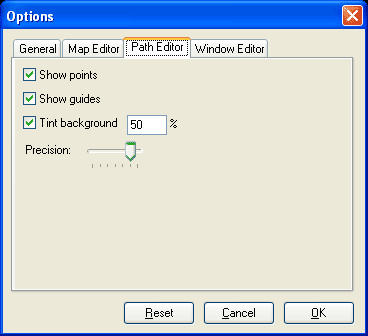 Options
General Map Editor Path Editor Window Editor
Show points
Show guides
Tint background 50 %
Precision:
Reset Cancel OK